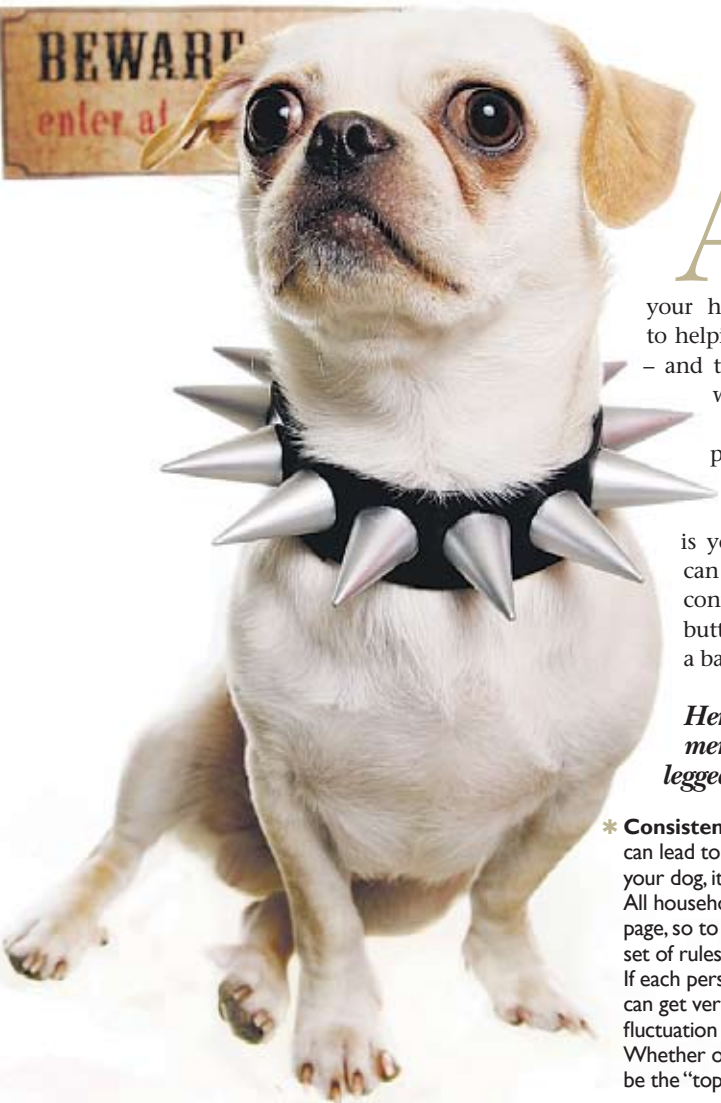 BEWARE
enter at
A
your h
to helpi
– and t
w
p
is yo
can
con
butt
a ba
Her
mer
legged
* Consisten
can lead to
your dog, it
All househo
page, so to
set of rules
If each pers
can get ver
fluctuation
Whether o
be the “top